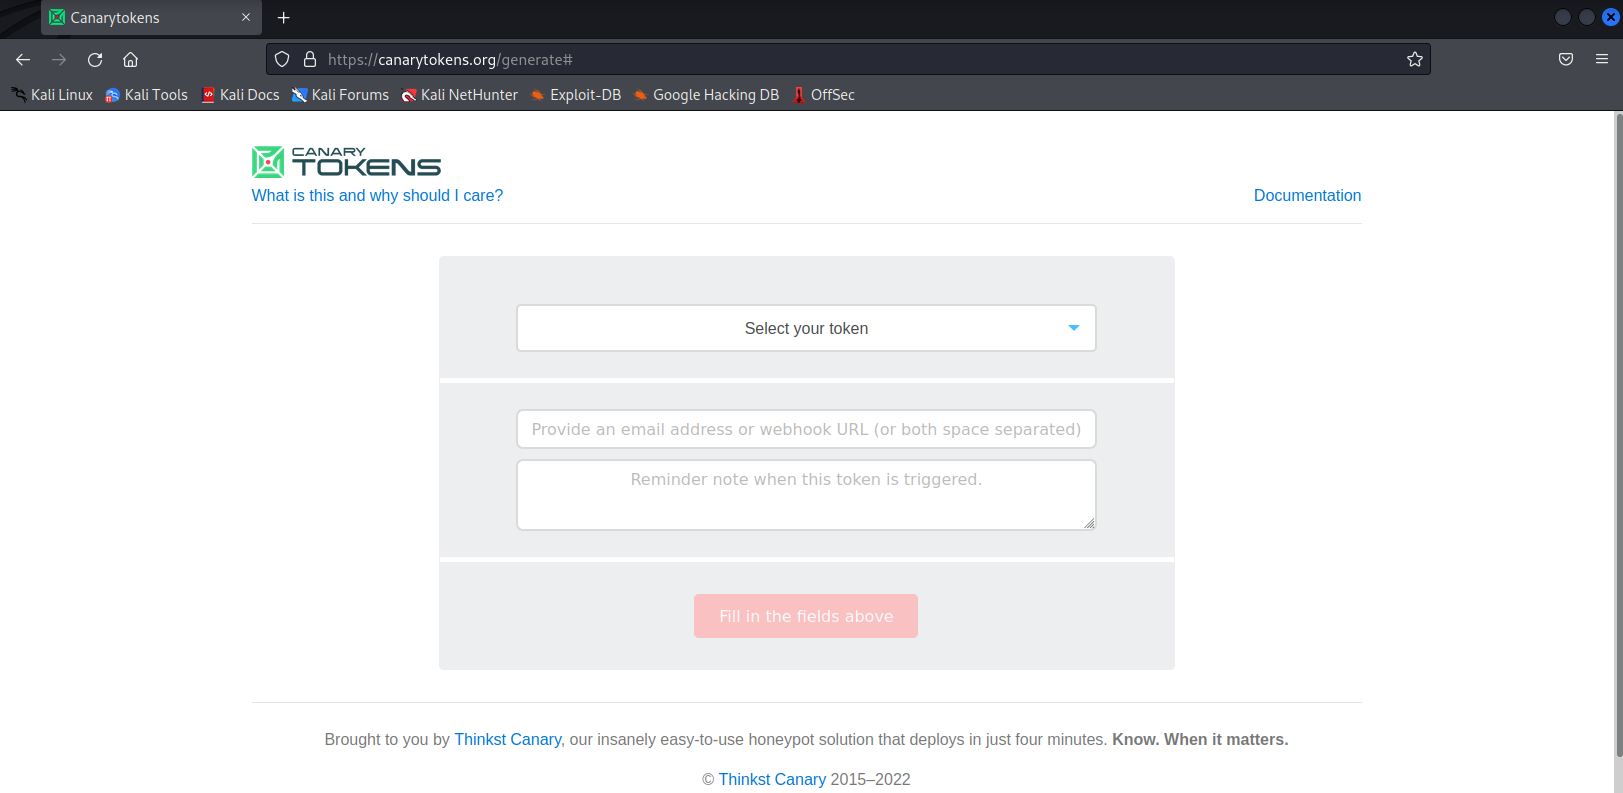 Canarytokens
https://canarytokens.org/generate#
Kali Linux Kali Tools Kali Docs Kali Forums Kali NetHunter Exploit-DB Google Hacking DB OffSec
CANARY
TOKENS
What is this and why should I care? Documentation
Select your token
Provide an email address or webhook URL (or both space separated)
Reminder note when this token is triggered.
Fill in the fields above
Brought to you by Thinkst Canary, our insanely easy-to-use honeypot solution that deploys in just four minutes. Know. When it matters.
© Thinkst Canary 2015–2022